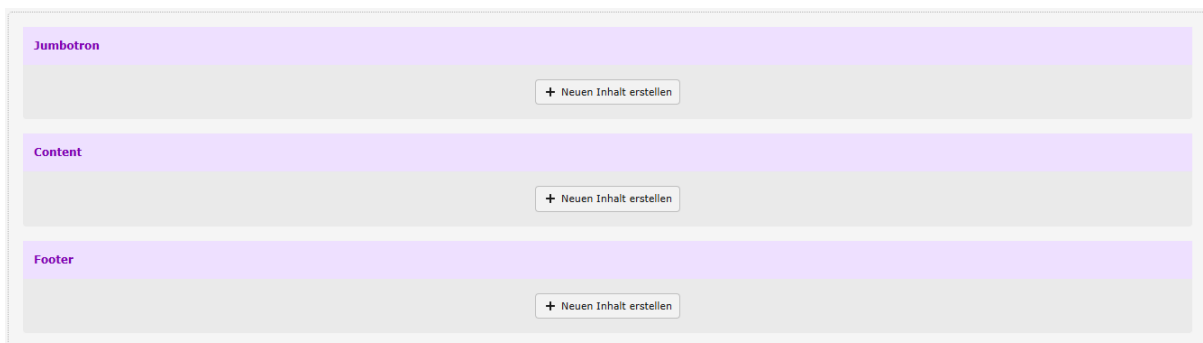 Jumbotron
+ Neuen Inhalt erstellen
Content
+ Neuen Inhalt erstellen
Footer
+ Neuen Inhalt erstellen